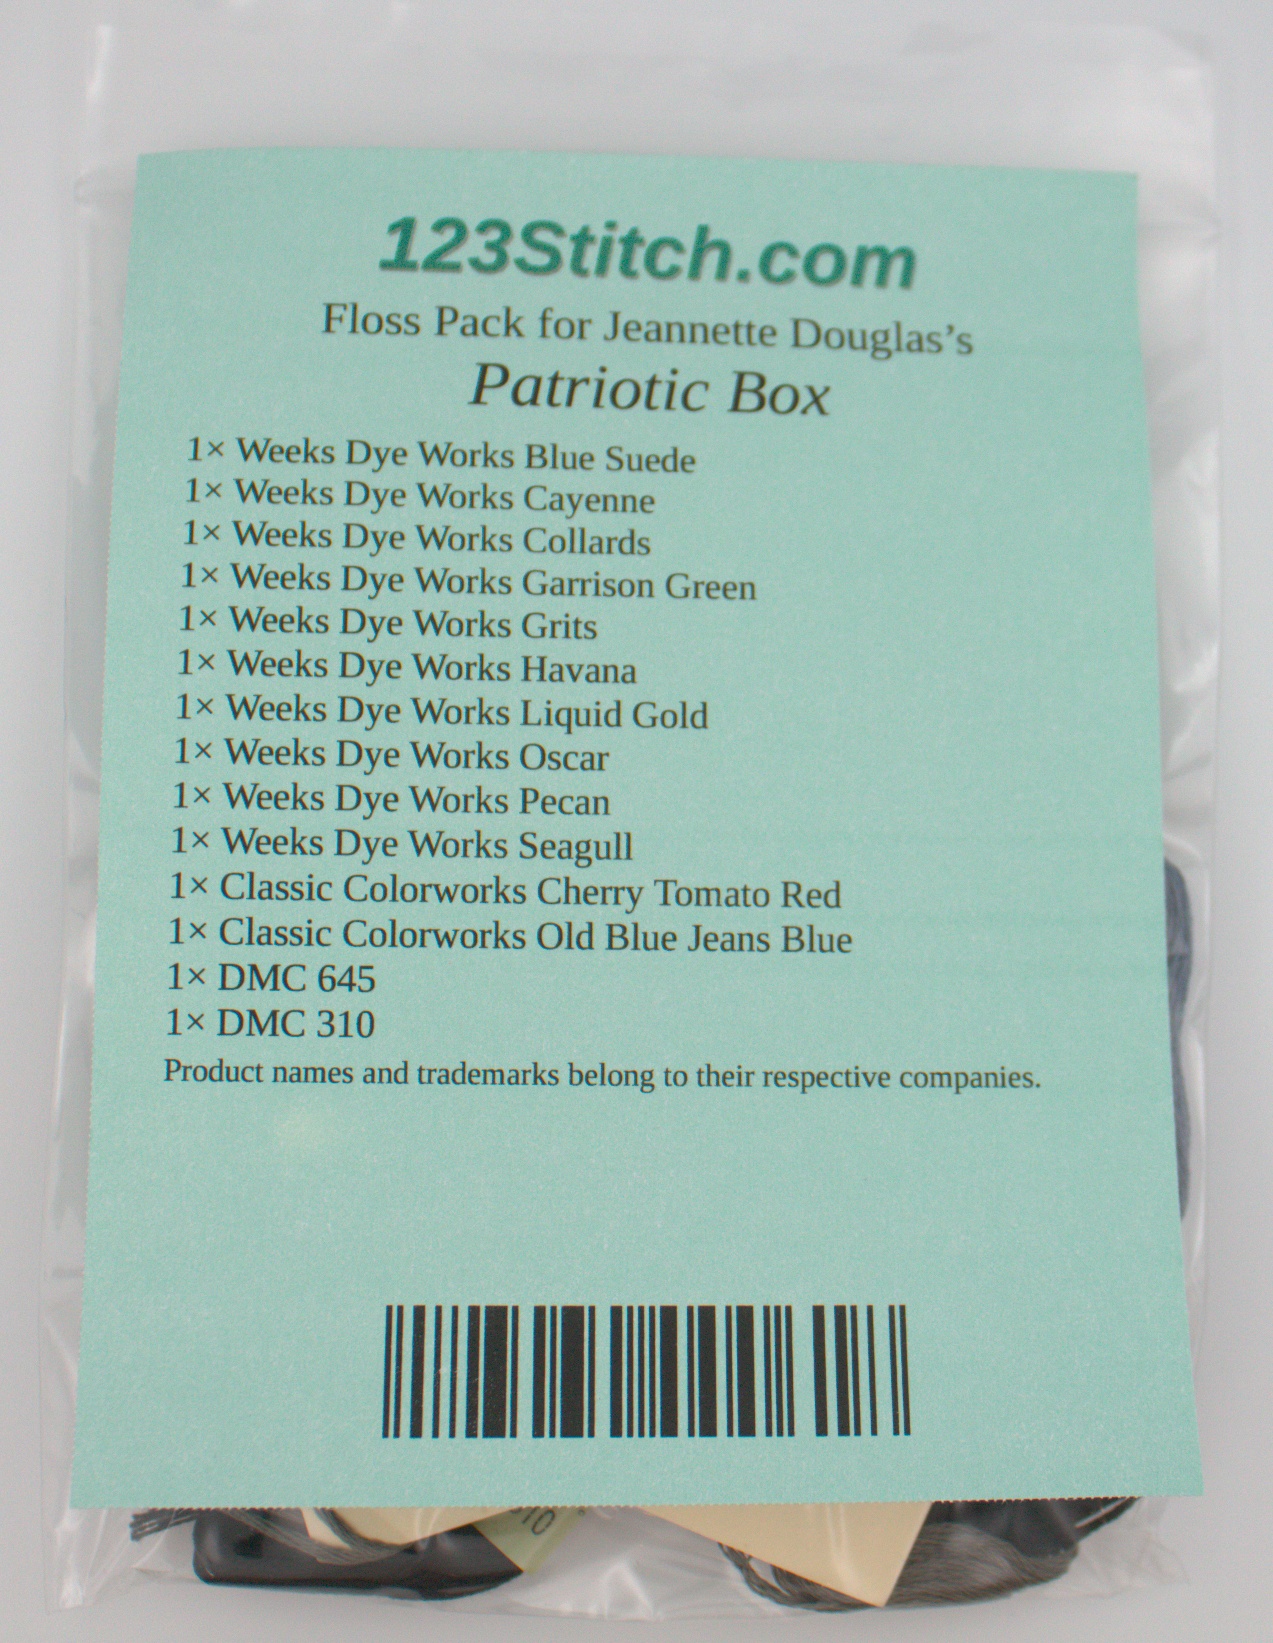 123Stitch.com
Floss Pack for Jeannette Douglas’s
Patriotic Box
1× Weeks Dye Works Blue Suede
1× Weeks Dye Works Cayenne
1× Weeks Dye Works Collards
1× Weeks Dye Works Garrison Green
1× Weeks Dye Works Grits
1× Weeks Dye Works Havana
1× Weeks Dye Works Liquid Gold
1× Weeks Dye Works Oscar
1× Weeks Dye Works Pecan
1× Weeks Dye Works Seagull
1× Classic Colorworks Cherry Tomato Red
1× Classic Colorworks Old Blue Jeans Blue
1× DMC 645
1× DMC 310
Product names and trademarks belong to their respective companies.
310